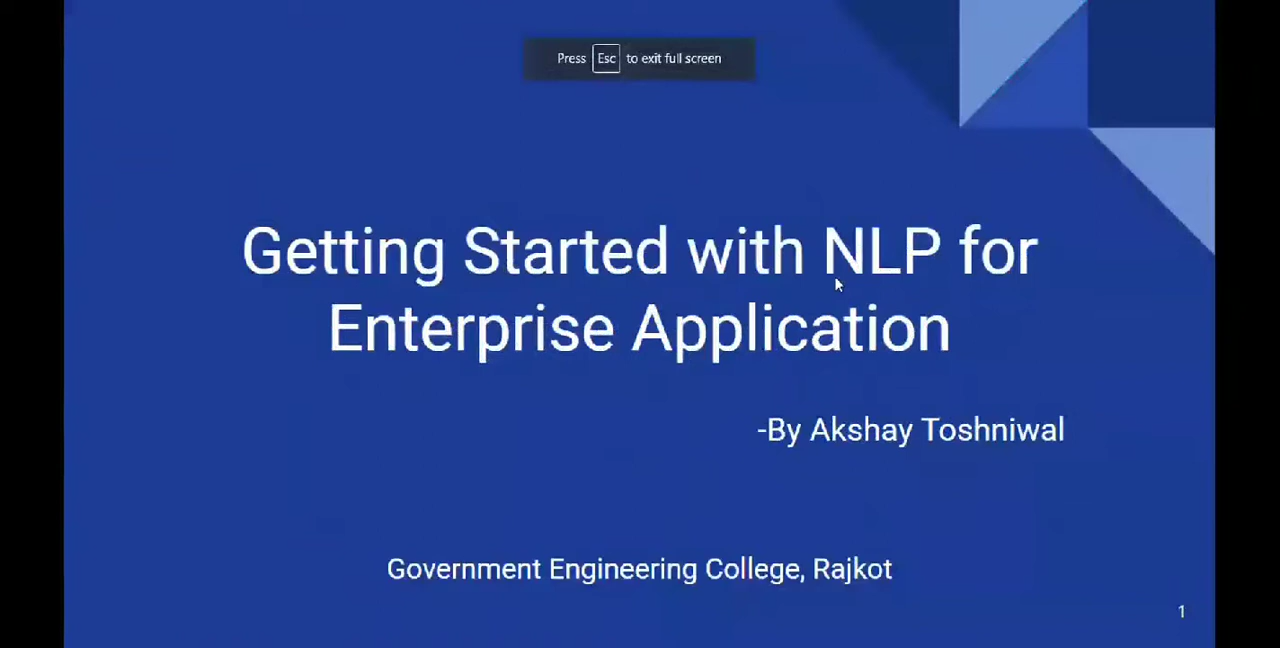 Press Esc to exit full screen
Getting Started with NLP for
Enterprise Application
-By Akshay Toshniwal
Government Engineering College, Rajkot
1